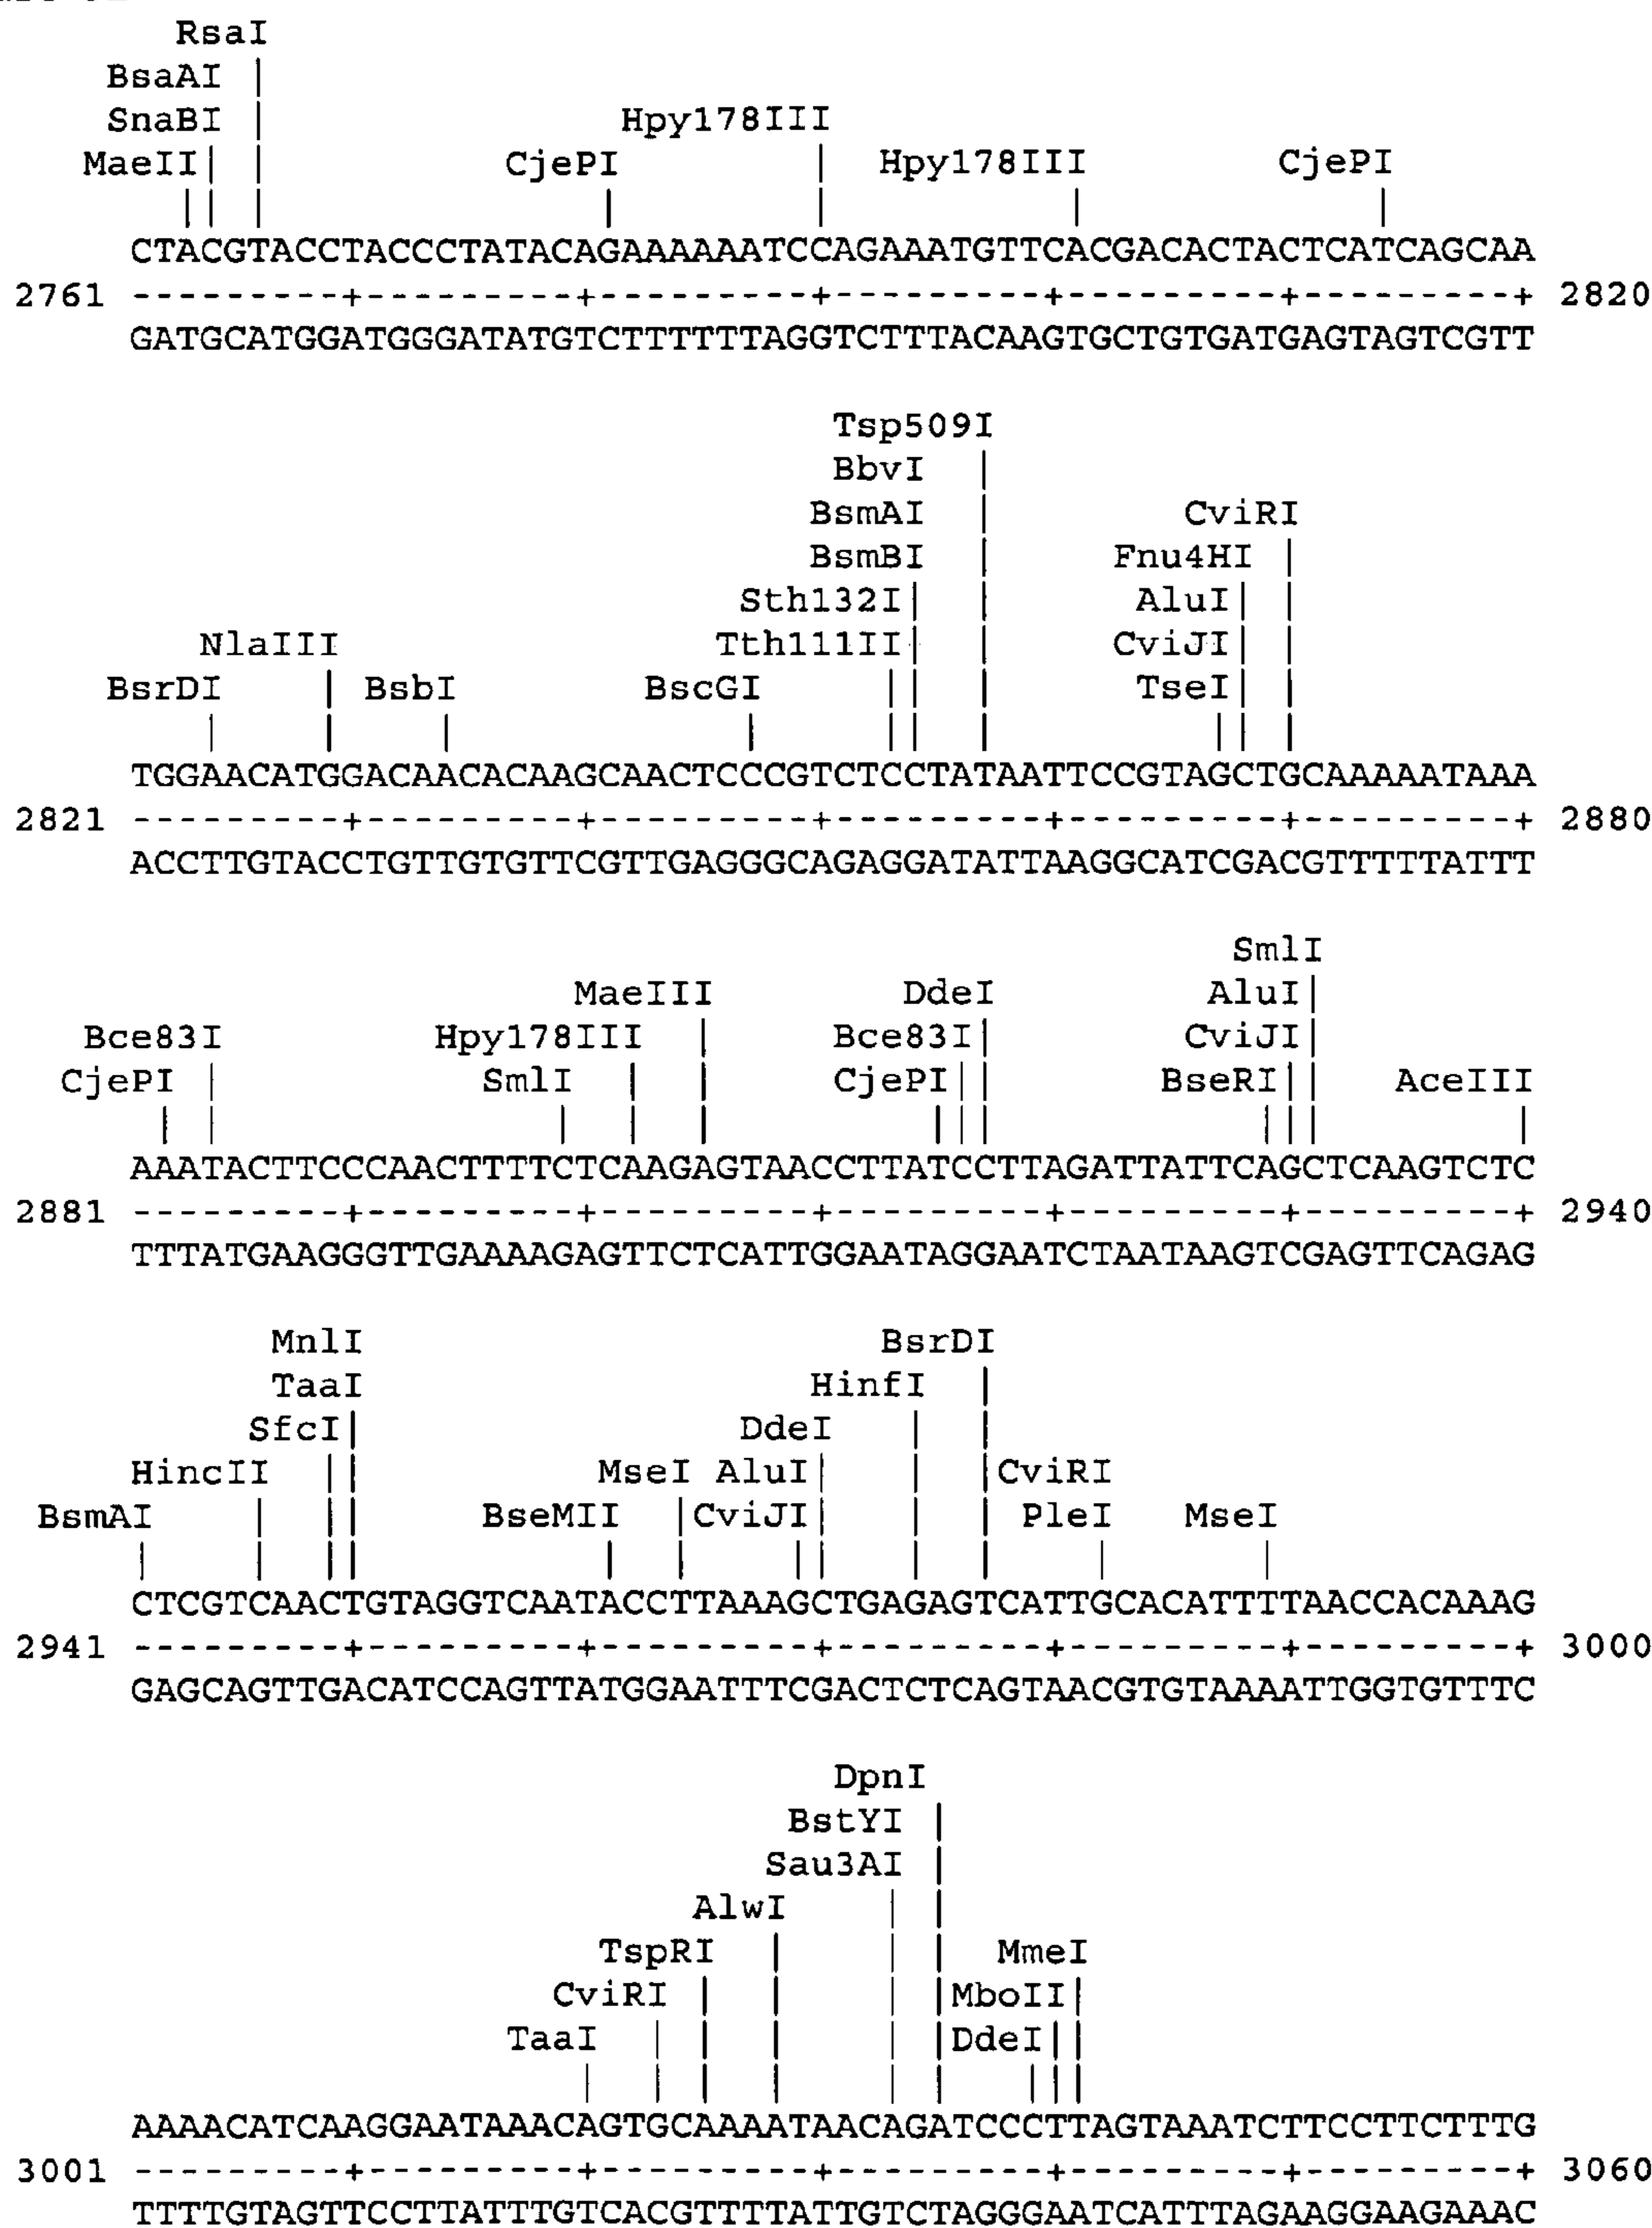 RsaI
BsaAI |
SnaBI | Hpy178III
MaeII| | CjePI | Hpy178III CjePI
|| | | | | |
CTACGTACCTACCCTATACAGAAAAAATCCAGAAATGTTCACGACACTACTCATCAGCAA
2761 ---------+---------+---------+---------+---------+---------+ 2820
GATGCATGGATGGGATATGTCTTTTTTAGGTCTTTACAAGTGCTGTGATGAGTAGTCGTT
Tsp509I
BbvI |
BsmAI | CviRI
BsmBI | Fnu4HI |
Sth132I| | AluI| |
NlaIII Tth111II| | CviJI| |
BsrDI | BsbI BscGI || | TseI| |
| | | | || | || |
TGGAACATGGACAACACAAGCAACTCCCGTCTCCTATAATTCCGTAGCTGCAAAAATAAA
2821 ---------+---------+---------+---------+---------+---------+ 2880
ACCTTGTACCTGTTGTGTTCGTTGAGGGCAGAGGATATTAAGGCATCGACGTTTTTATTT
SmlI
MaeIII DdeI AluI|
Bce83I Hpy178III | Bce83I| CviJI|
CjePI | SmlI | | CjePI|| BseRI|| AceIII
| | | | | ||| ||| |
AAATACTTCCCAACTTTTCTCAAGAGTAACCTTATCCTTAGATTATTCAGCTCAAGTCTC
2881 ---------+---------+---------+---------+---------+---------+ 2940
TTTATGAAGGGTTGAAAAGAGTTCTCATTGGAATAGGAATCTAATAAGTCGAGTTCAGAG
MnlI BsrDI
TaaI HinfI |
SfcI| DdeI | |
HincII || MseI AluI| | |CviRI
BsmAI | || BseMII |CviJI| | | PleI MseI
| | || | | || | | | |
CTCGTCAACTGTAGGTCAATACCTTAAAGCTGAGAGTCATTGCACATTTTAACCACAAAG
2941 ---------+---------+---------+---------+---------+---------+ 3000
GAGCAGTTGACATCCAGTTATGGAATTTCGACTCTCAGTAACGTGTAAAATTGGTGTTTC
DpnI
BstYI |
Sau3AI |
AlwI | |
TspRI | | | MmeI
CviRI | | | |MboII|
TaaI | | | | |DdeI||
| | | | | | |||
AAAACATCAAGGAATAAACAGTGCAAAATAACAGATCCCTTAGTAAATCTTCCTTCTTTG
3001 ---------+---------+---------+---------+---------+---------+ 3060
TTTTGTAGTTCCTTATTTGTCACGTTTTATTGTCTAGGGAATCATTTAGAAGGAAGAAAC